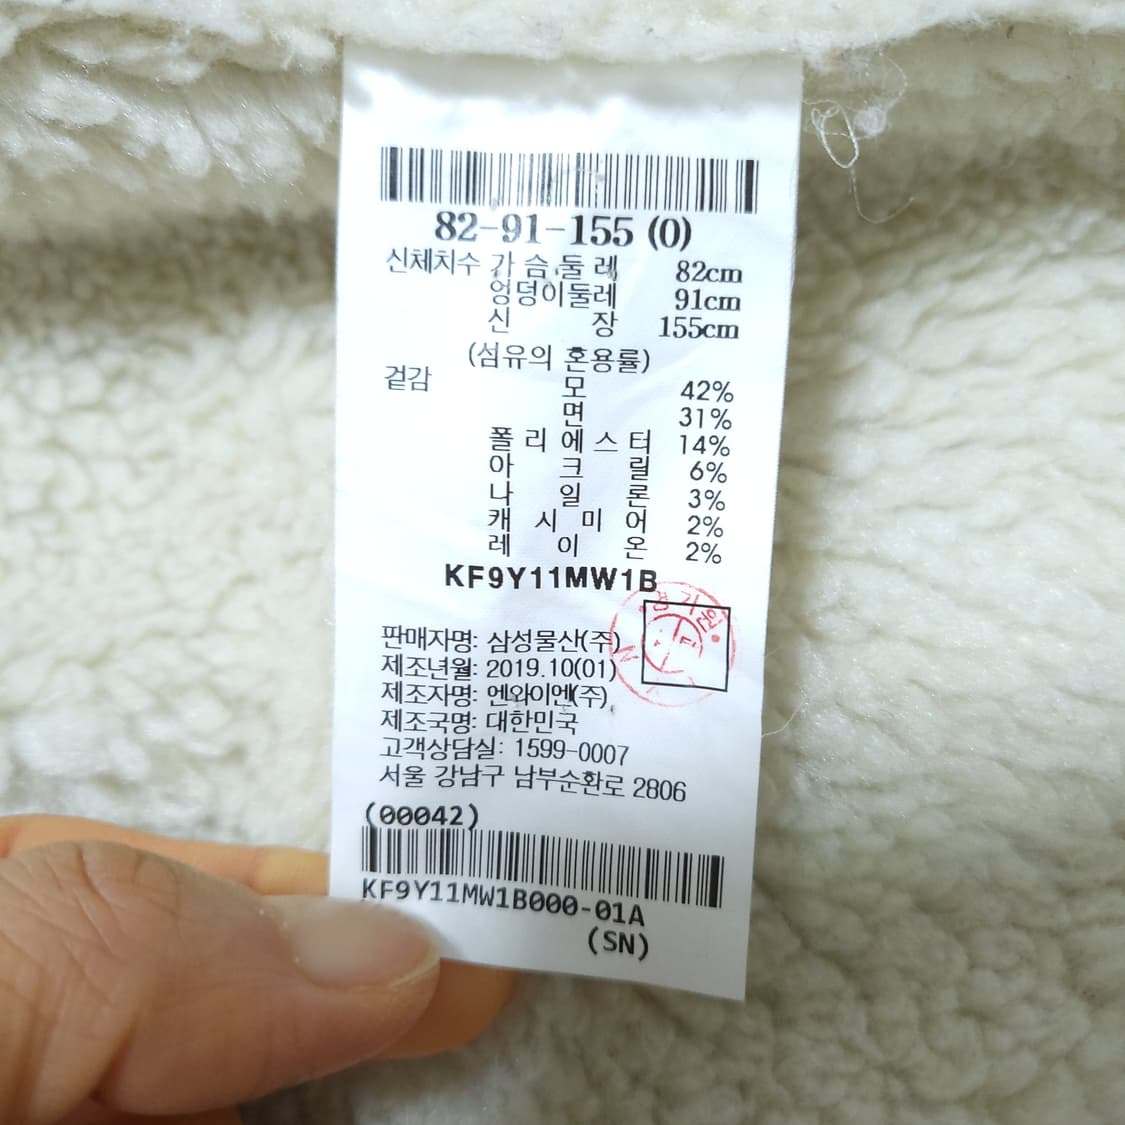 82-91-155 (0)
신체치수 가슴둘레 82cm
엉덩이둘레 91cm
신 장 155cm
(섬유의 혼용률)
겉감 모 42%
면 31%
폴리에스터 14%
아크릴 6%
나일론 3%
캐시미어 2%
레이온 2%
KF9Y11MW1B
판매자명: 삼성물산(주)
제조년월: 2019.10(01)
제조자명: 엔와이엔(주)
제조국명: 대한민국
고객상담실: 1599-0007
서울 강남구 남부순환로 2806
(00042)
KF9Y11MW1B000-01A
(SN)